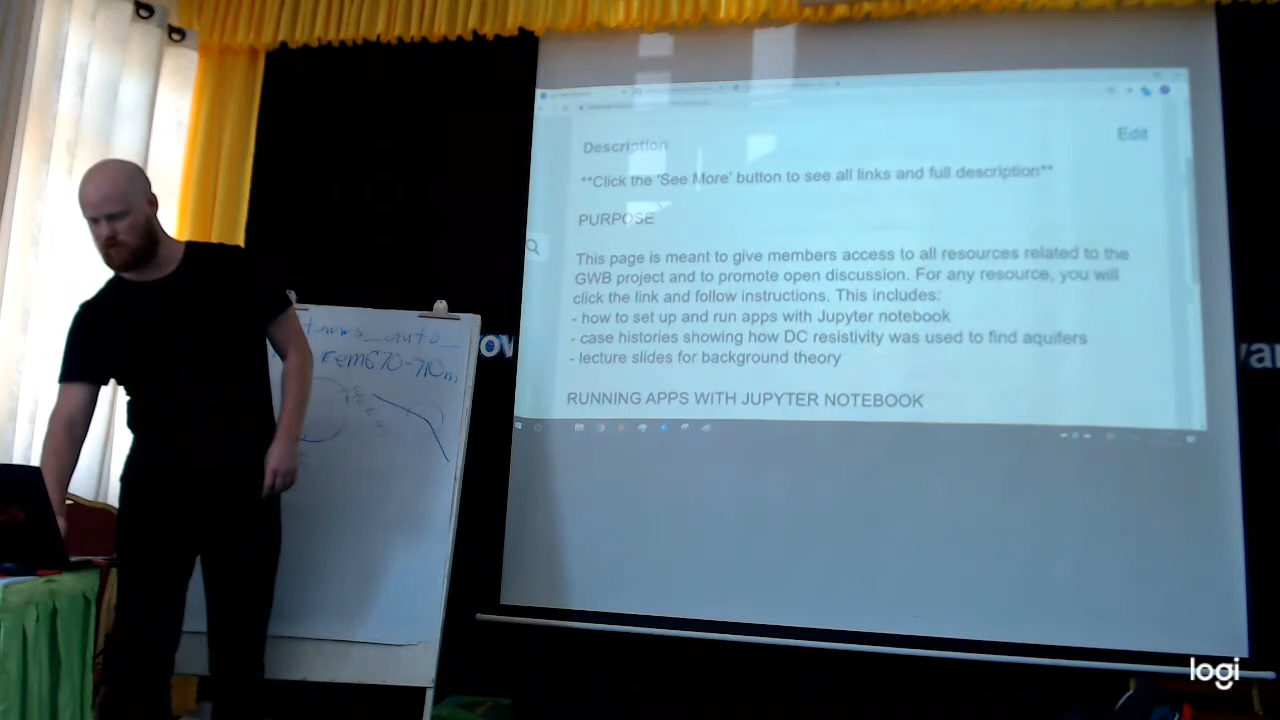 Description
Edit
**Click the 'See More' button to see all links and full description**
PURPOSE
This page is meant to give members access to all resources related to the
GWB project and to promote open discussion. For any resource, you will
click the link and follow instructions. This includes:
- how to set up and run apps with Jupyter notebook
- case histories showing how DC resistivity was used to find aquifers
- lecture slides for background theory
RUNNING APPS WITH JUPYTER NOTEBOOK
logi